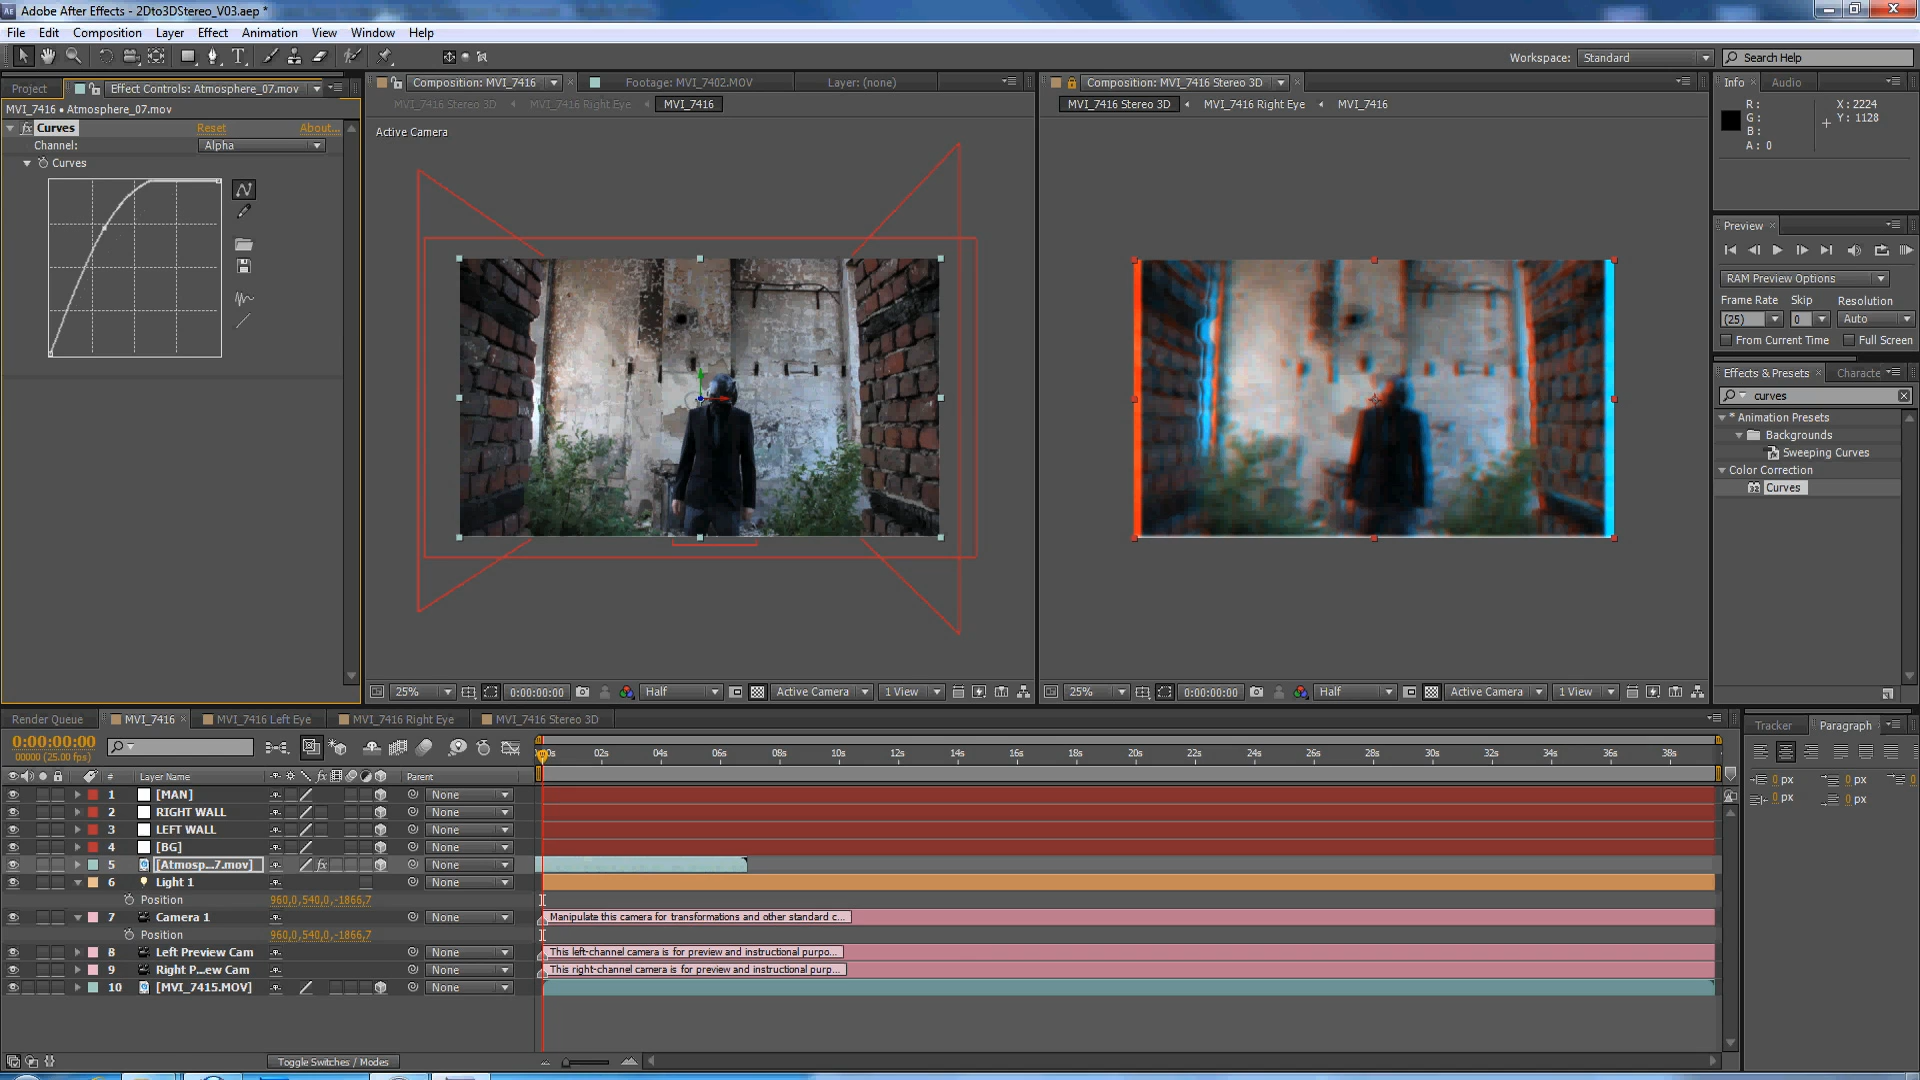 Adobe After Effects - 2Dto3DStereo_V03.aep *
File Edit Composition Layer Effect Animation View Window Help
Workspace: Standard Search Help
Project Effect Controls: Atmosphere_07.mov
MVI_7416 • Atmosphere_07.mov
fx Curves Reset About...
Channel: Alpha
Curves
Composition: MVI_7416 Footage: MVI_7402.MOV Layer: (none)
MVI_7416 Stereo 3D MVI_7416 Right Eye MVI_7416
Active Camera
25% 0:00:00:00 Half Active Camera 1 View
Composition: MVI_7416 Stereo 3D
MVI_7416 Stereo 3D MVI_7416 Right Eye MVI_7416
25% 0:00:00:00 Half Active Camera 1 View
Info Audio
R: X: 2224
G: Y: 1128
B:
A: 0
Preview
RAM Preview Options
Frame Rate Skip Resolution
(25) 0 Auto
From Current Time Full Screen
Effects & Presets Characte
curves
* Animation Presets
Backgrounds
Sweeping Curves
Color Correction
Curves
Render Queue MVI_7416 MVI_7416 Left Eye MVI_7416 Right Eye MVI_7416 Stereo 3D
0:00:00:00
00000 (25.00 fps)
02s 04s 06s 08s 10s 12s 14s 16s 18s 20s 22s 24s 26s 28s 30s 32s 34s 36s 38s
# Layer Name Parent
1 [MAN] None
2 RIGHT WALL None
3 LEFT WALL None
4 [BG] None
5 [Atmosp...7.mov] None
6 Light 1 None
Position 960,0,540,0,-1866,7
7 Camera 1 None Manipulate this camera for transformations and other standard c...
Position 960,0,540,0,-1866,7
8 Left Preview Cam None This left-channel camera is for preview and instructional purpo...
9 Right P...ew Cam None This right-channel camera is for preview and instructional purp...
10 [MVI_7415.MOV] None
Toggle Switches / Modes
Tracker Paragraph
0 px 0 px 0
0 px 0 px